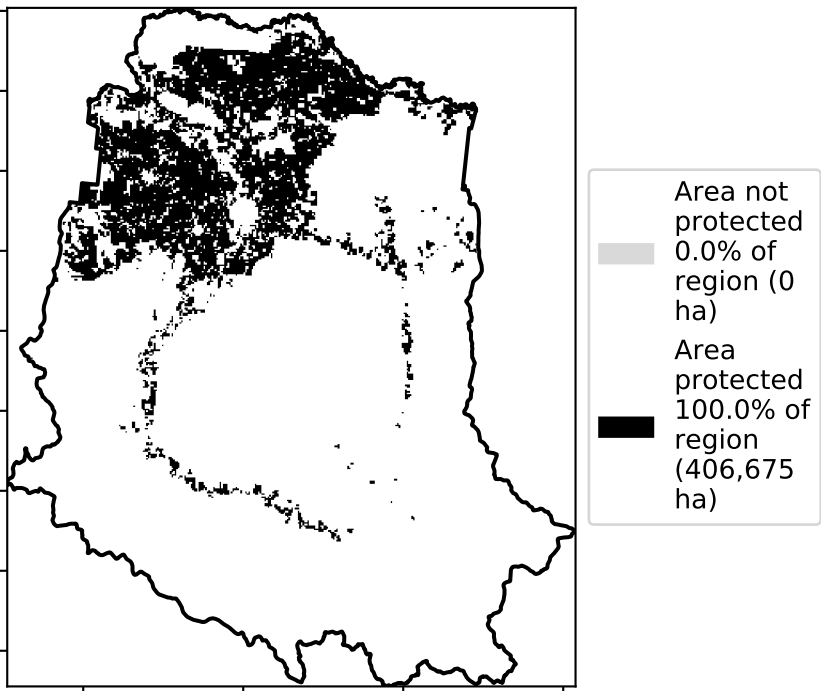 Area not
protected
0.0% of
region (0
ha)
Area
protected
100.0% of
region
(406,675
ha)